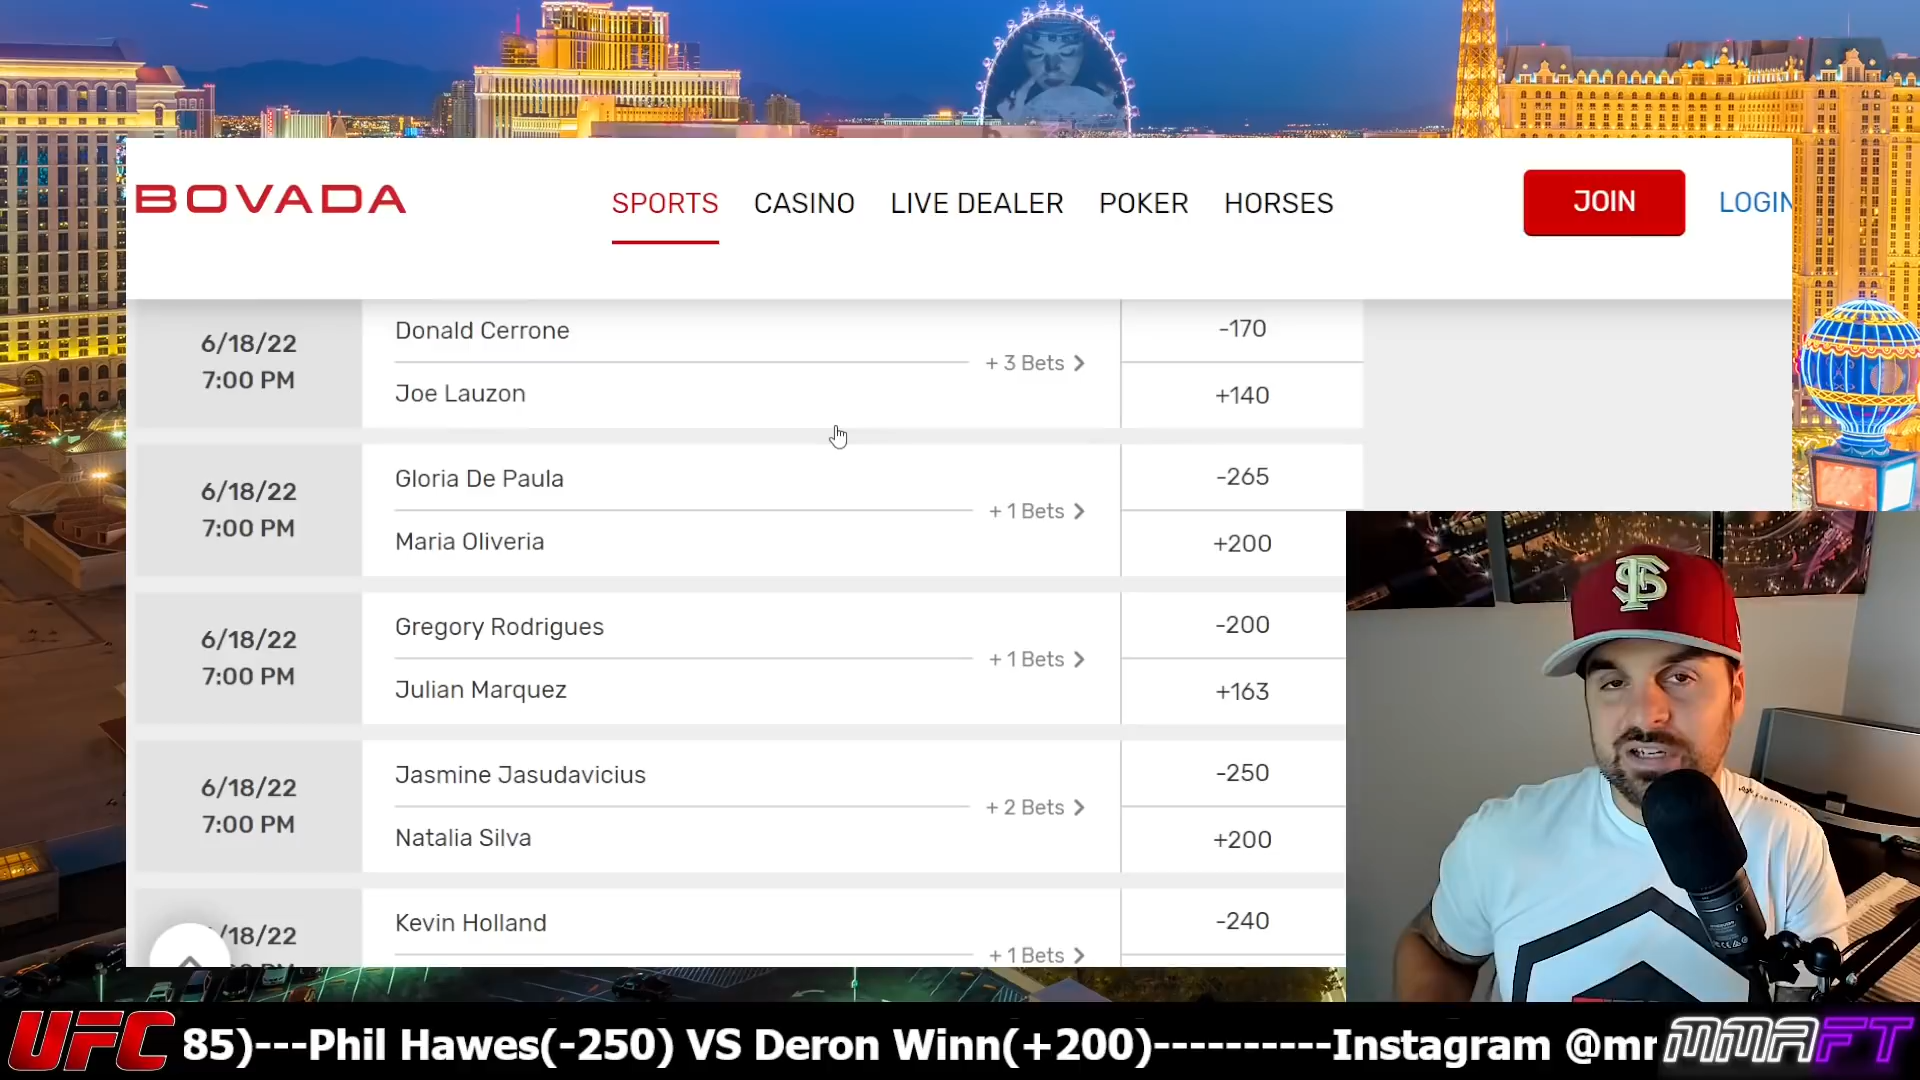 BOVADA
SPORTS CASINO LIVE DEALER POKER HORSES
JOIN LOGIN
6/18/22
7:00 PM
Donald Cerrone
+ 3 Bets
Joe Lauzon
-170
+140
6/18/22
7:00 PM
Gloria De Paula
+ 1 Bets
Maria Oliveria
-265
+200
6/18/22
7:00 PM
Gregory Rodrigues
+ 1 Bets
Julian Marquez
-200
+163
6/18/22
7:00 PM
Jasmine Jasudavicius
+ 2 Bets
Natalia Silva
-250
+200
/18/22
Kevin Holland
+ 1 Bets
-240
UFC 85)---Phil Hawes(-250) VS Deron Winn(+200)----------Instagram @mr MMAFT